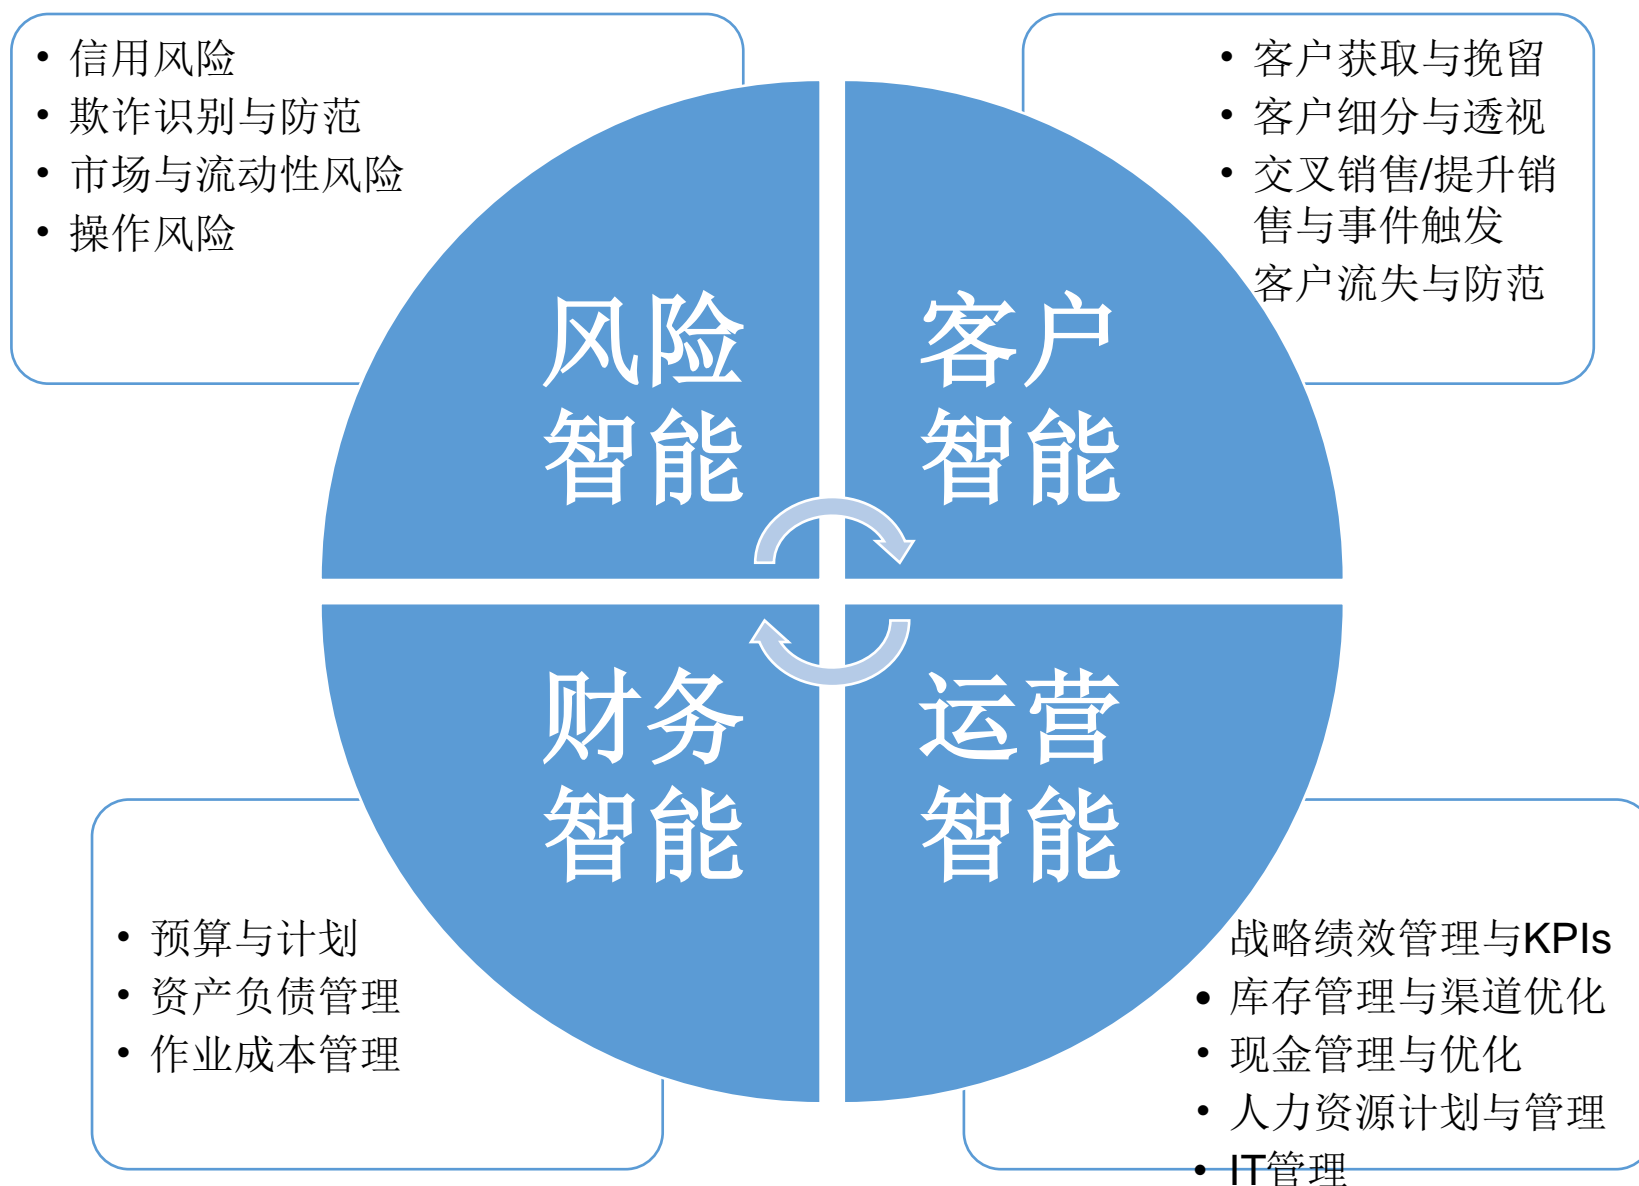 • 信用风险
• 欺诈识别与防范
• 市场与流动性风险
• 操作风险
• 客户获取与挽留
• 客户细分与透视
• 交叉销售/提升销
售与事件触发
客户流失与防范
风险
智能
客户
智能
财务
智能
运营
智能
• 预算与计划
• 资产负债管理
• 作业成本管理
战略绩效管理与KPIs
• 库存管理与渠道优化
• 现金管理与优化
• 人力资源计划与管理
• IT管理